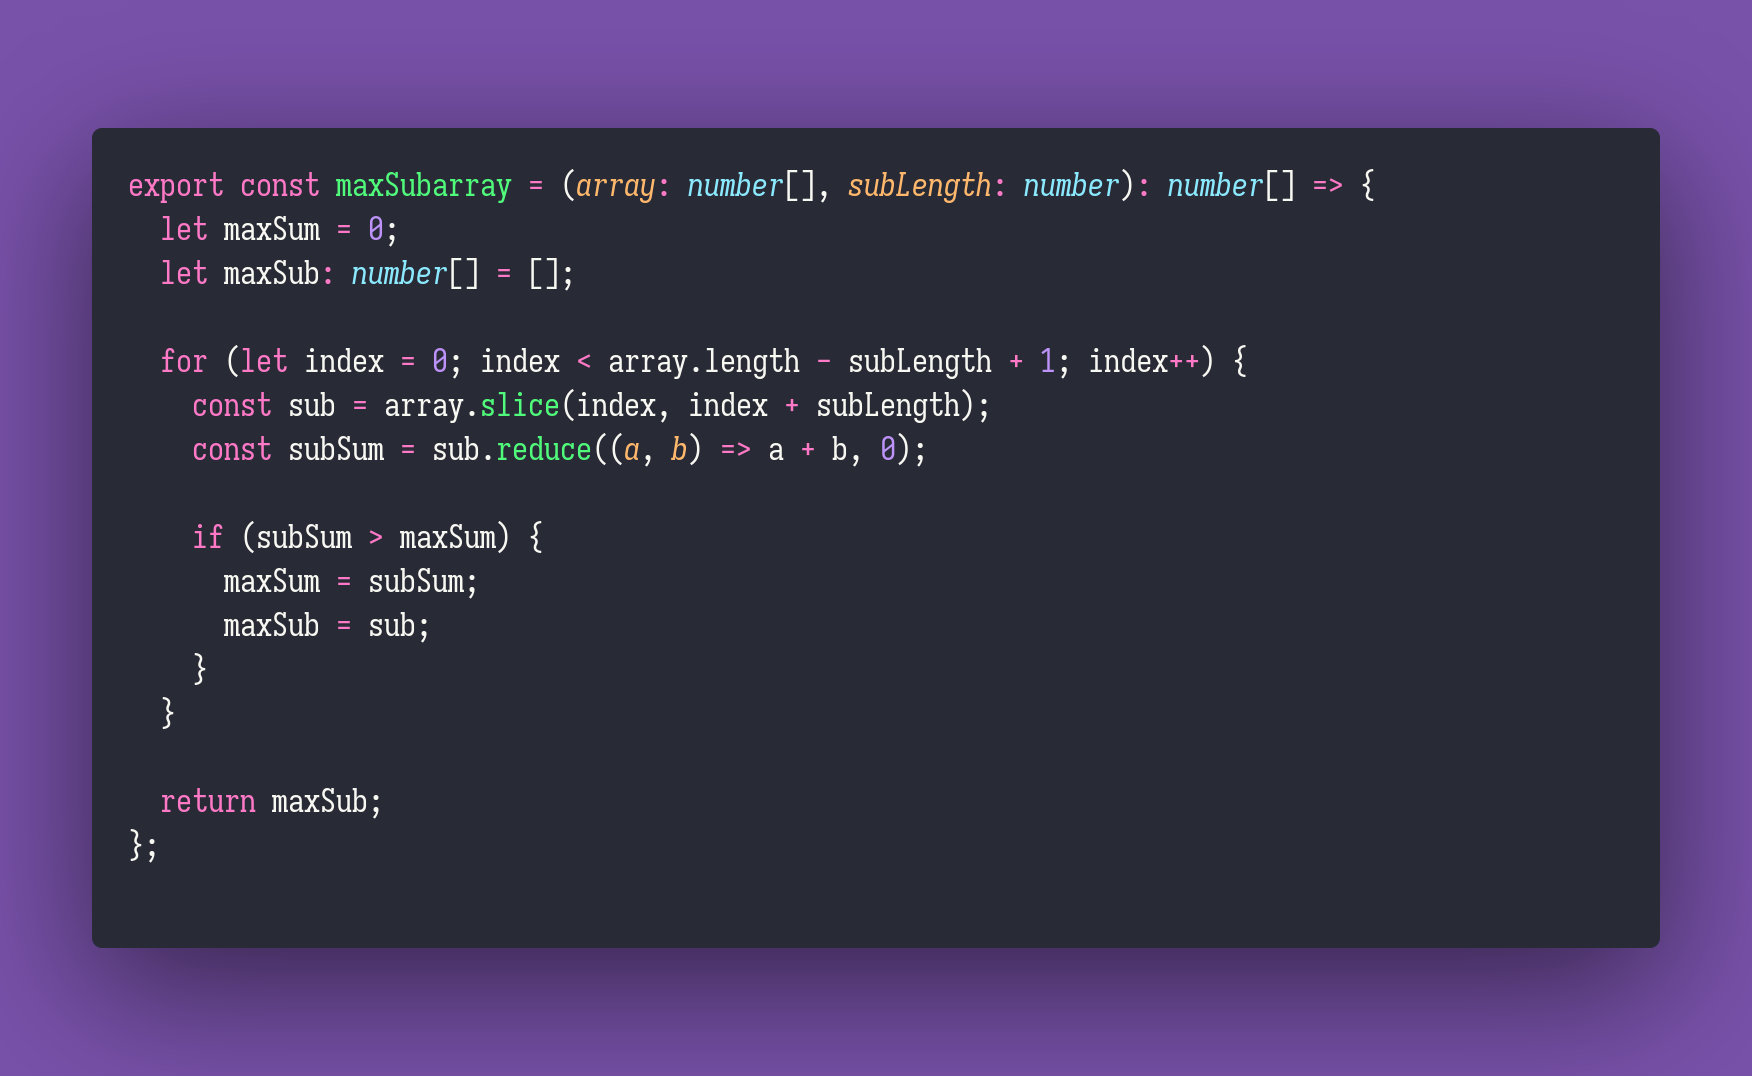 export const maxSubarray = (array: number[], subLength: number): number[] => {
  let maxSum = 0;
  let maxSub: number[] = [];

  for (let index = 0; index < array.length - subLength + 1; index++) {
    const sub = array.slice(index, index + subLength);
    const subSum = sub.reduce((a, b) => a + b, 0);

    if (subSum > maxSum) {
      maxSum = subSum;
      maxSub = sub;
    }
  }

  return maxSub;
};